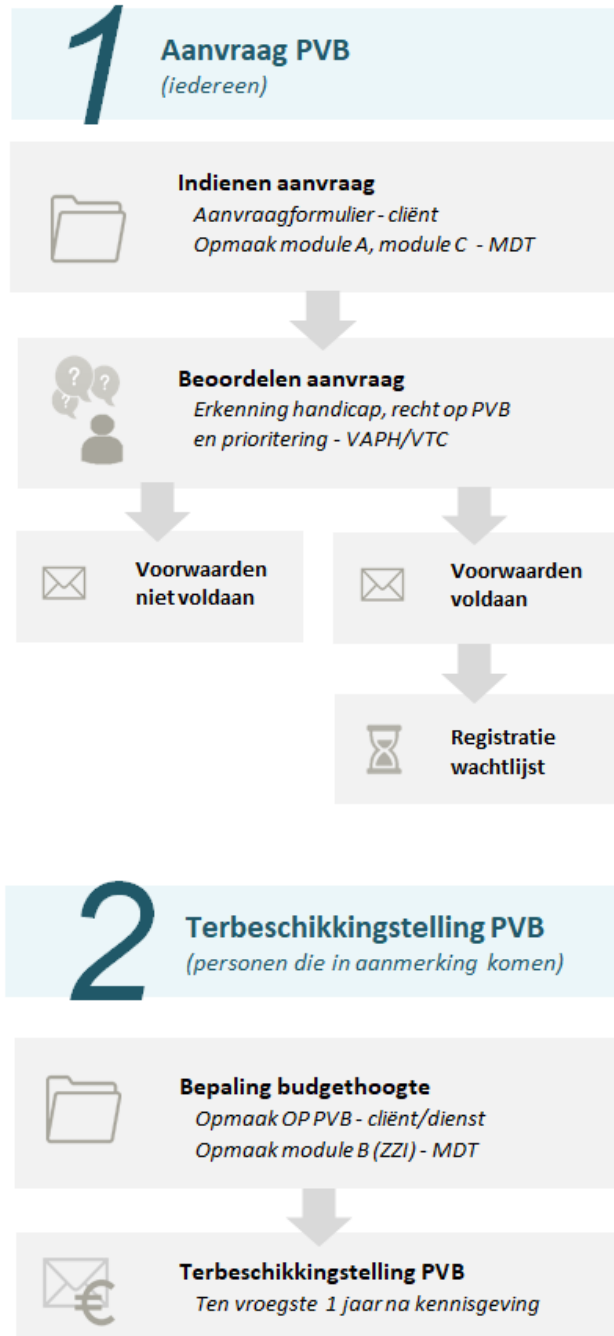 1
Aanvraag PVB
(iedereen)
Indienen aanvraag
Aanvraagformulier - cliënt
Opmaak module A, module C - MDT
? ? ?
Beoordelen aanvraag
Erkenning handicap, recht op PVB
en prioritering - VAPH/VTC
Voorwaarden
niet voldaan
Voorwaarden
voldaan
Registratie
wachtlijst
2
Terbeschikkingstelling PVB
(personen die in aanmerking komen)
Bepaling budgethoogte
Opmaak OP PVB - cliënt/dienst
Opmaak module B (ZZI) - MDT
€
Terbeschikkingstelling PVB
Ten vroegste 1 jaar na kennisgeving